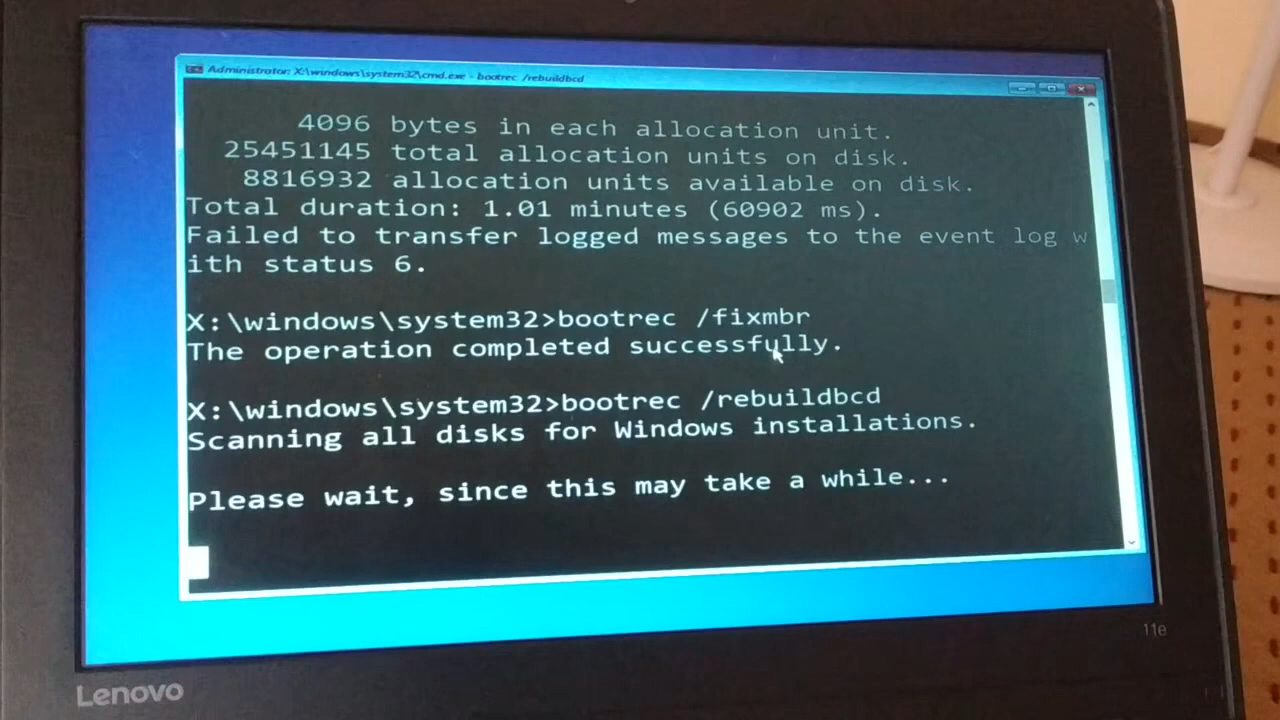 Administrator: X:\windows\system32\cmd.exe - bootrec /rebuildbcd
4096 bytes in each allocation unit.
25451145 total allocation units on disk.
8816932 allocation units available on disk.
Total duration: 1.01 minutes (60902 ms).
Failed to transfer logged messages to the event log w
ith status 6.
X:\windows\system32>bootrec /fixmbr
The operation completed successfully.
X:\windows\system32>bootrec /rebuildbcd
Scanning all disks for Windows installations.
Please wait, since this may take a while...
11e
Lenovo